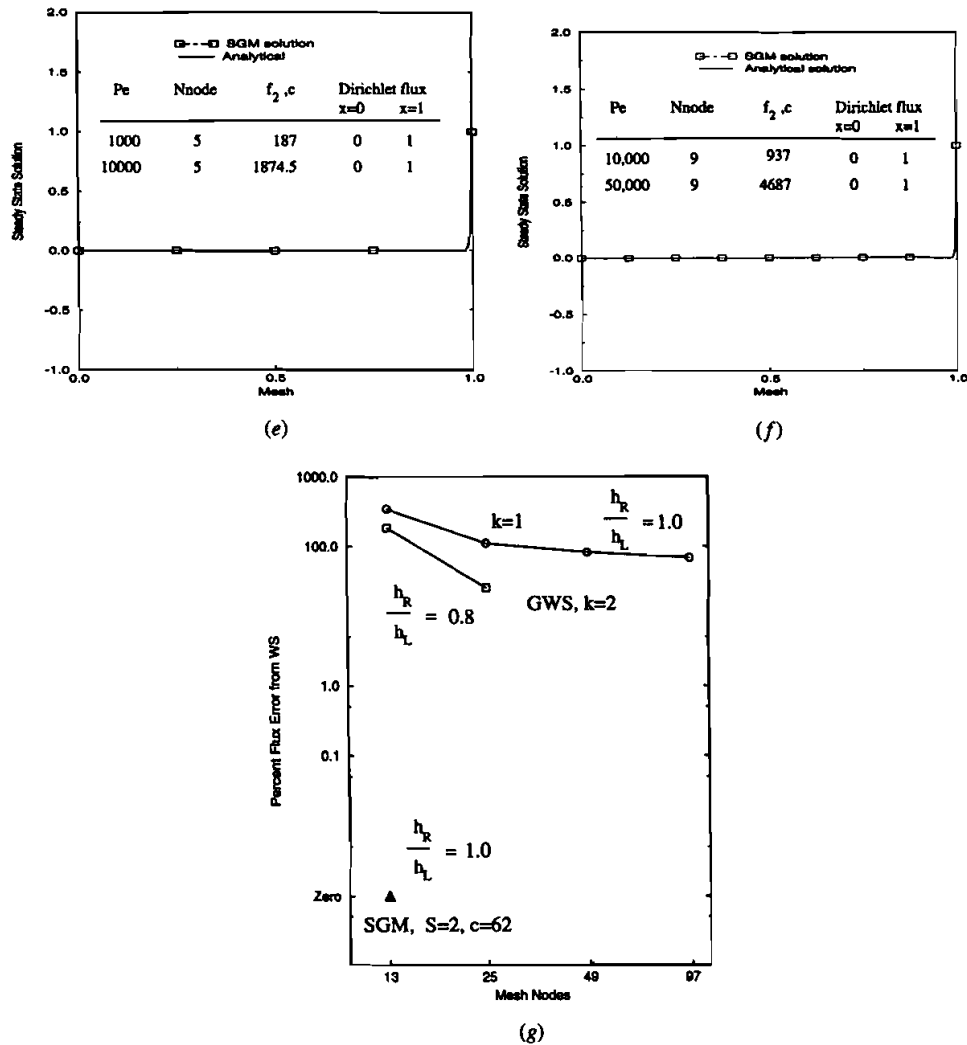 2.0
1.5
1.0
0.5
0.0
-0.5
-1.0
Steady State Solution
SGM solution
Analytical
Pe Nnode f2 ,c Dirichlet flux
x=0 x=1
1000 5 187 0 1
10000 5 1874.5 0 1
0.0 0.5 1.0
Mesh
(e)
2.0
1.5
1.0
0.5
0.0
-0.5
-1.0
Steady State Solution
SGM solution
Analytical solution
Pe Nnode f2 ,c Dirichlet flux
x=0 x=1
10,000 9 937 0 1
50,000 9 4687 0 1
0.0 0.5 1.0
Mesh
(f)
1000.0
100.0
1.0
0.1
Zero
Percent Flux Error from WS
k=1
hR
hL
= 1.0
GWS, k=2
hR
hL
= 0.8
hR
hL
= 1.0
SGM, S=2, c=62
13 25 49 97
Mesh Nodes
(g)